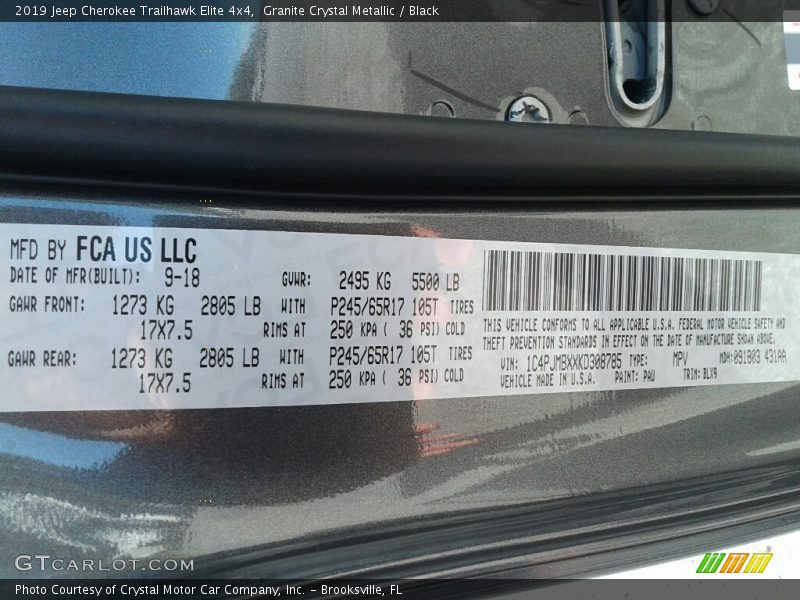 2019 Jeep Cherokee Trailhawk Elite 4x4,  Granite Crystal Metallic / Black
MFD BY FCA US LLC
DATE OF MFR(BUILT): 9-18 GVWR: 2495 KG 5500 LB
GAWR FRONT: 1273 KG 2805 LB WITH P245/65R17 105T TIRES
17X7.5 RIMS AT 250 KPA ( 36 PSI) COLD
GAWR REAR: 1273 KG 2805 LB WITH P245/65R17 105T TIRES
17X7.5 RIMS AT 250 KPA ( 36 PSI) COLD
THIS VEHICLE CONFORMS TO ALL APPLICABLE U.S.A. FEDERAL MOTOR VEHICLE SAFETY AND
THEFT PREVENTION STANDARDS IN EFFECT ON THE DATE OF MANUFACTURE SHOWN ABOVE.
VIN: 1C4PJMBXXKD308785 TYPE: MPV MDH: 091803 431AA
VEHICLE MADE IN U.S.A. PAINT: PAU TRIM: BLX9
GTCARLOT.COM
Photo Courtesy of Crystal Motor Car Company, Inc. – Brooksville, FL